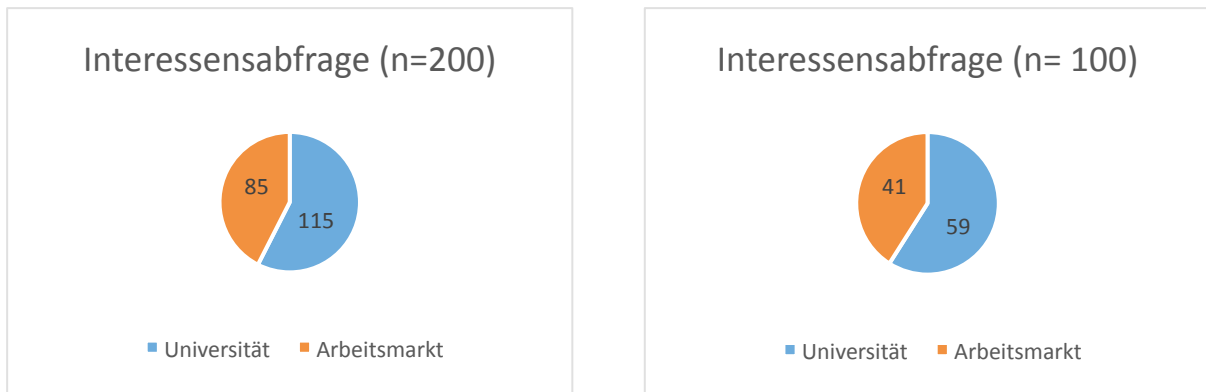 Interessensabfrage (n=200)
85
115
Universität
Arbeitsmarkt
Interessensabfrage (n= 100)
41
59
Universität
Arbeitsmarkt